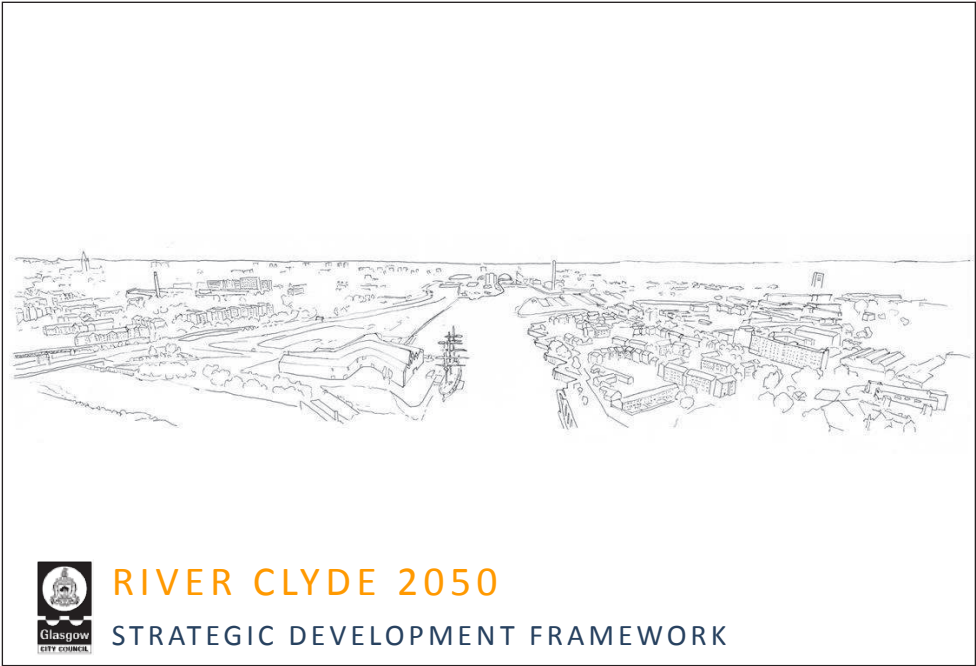 RIVER CLYDE 2050
STRATEGIC DEVELOPMENT FRAMEWORK
Glasgow
CITY COUNCIL